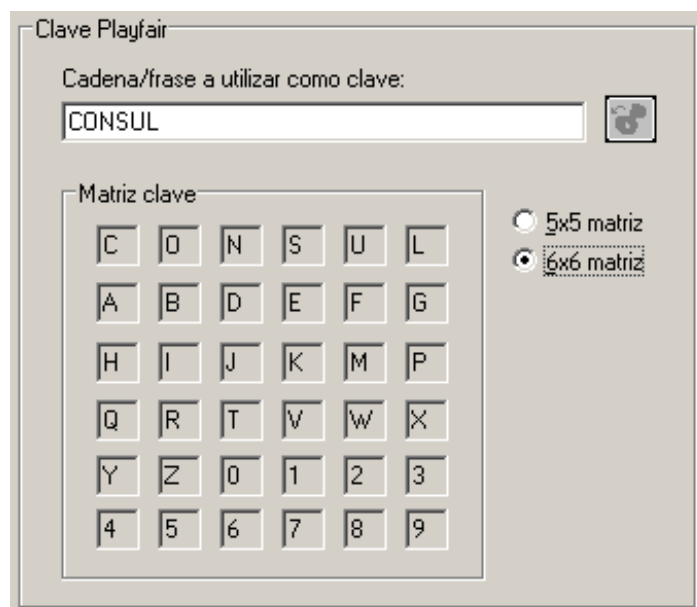 Clave Playfair
Cadena/frase a utilizar como clave:
CONSUL
Matriz clave
C O N S U L
5x5 matriz
6x6 matriz
A B D E F G
H I J K M P
Q R T V W X
Y Z 0 1 2 3
4 5 6 7 8 9